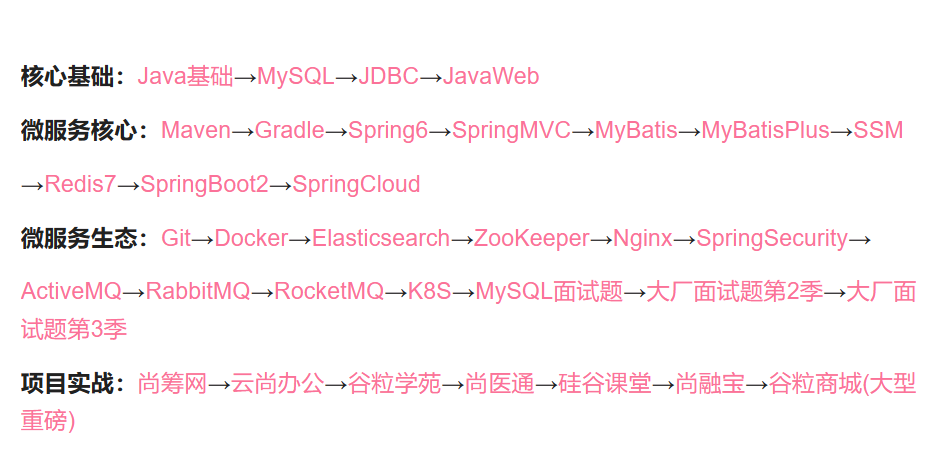 核心基础：Java基础→MySQL→JDBC→JavaWeb
微服务核心：Maven→Gradle→Spring6→SpringMVC→MyBatis→MyBatisPlus→SSM
→Redis7→SpringBoot2→SpringCloud
微服务生态：Git→Docker→Elasticsearch→ZooKeeper→Nginx→SpringSecurity→
ActiveMQ→RabbitMQ→RocketMQ→K8S→MySQL面试题→大厂面试题第2季→大厂面
试题第3季
项目实战：尚筹网→云尚办公→谷粒学苑→尚医通→硅谷课堂→尚融宝→谷粒商城(大型
重磅)